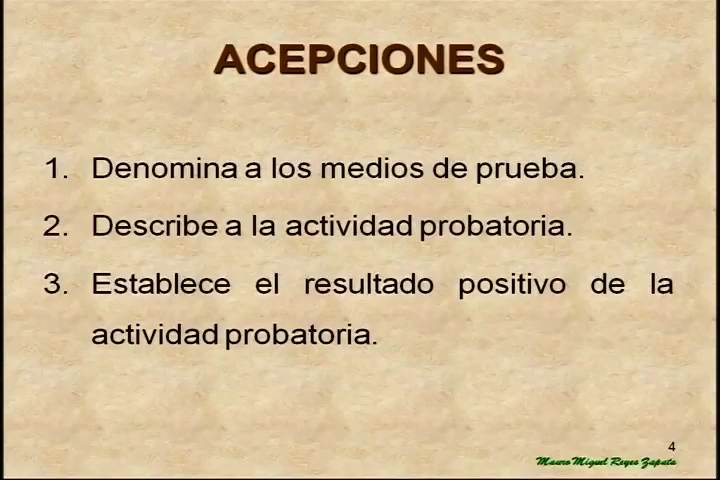 ACEPCIONES
1. Denomina a los medios de prueba.
2. Describe a la actividad probatoria.
3. Establece el resultado positivo de la
actividad probatoria.
4
Mauro Miguel Reyes Zapata